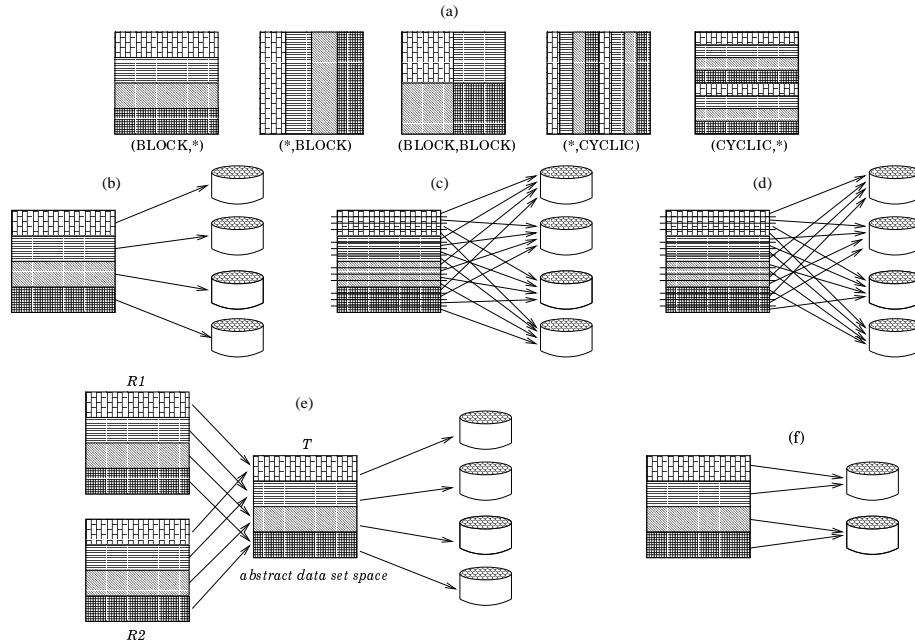 (a)
(BLOCK,*)
(*,BLOCK)
(BLOCK,BLOCK)
(*,CYCLIC)
(CYCLIC,*)
(b)
(c)
(d)
R1
(e)
T
(f)
abstract data set space
R2